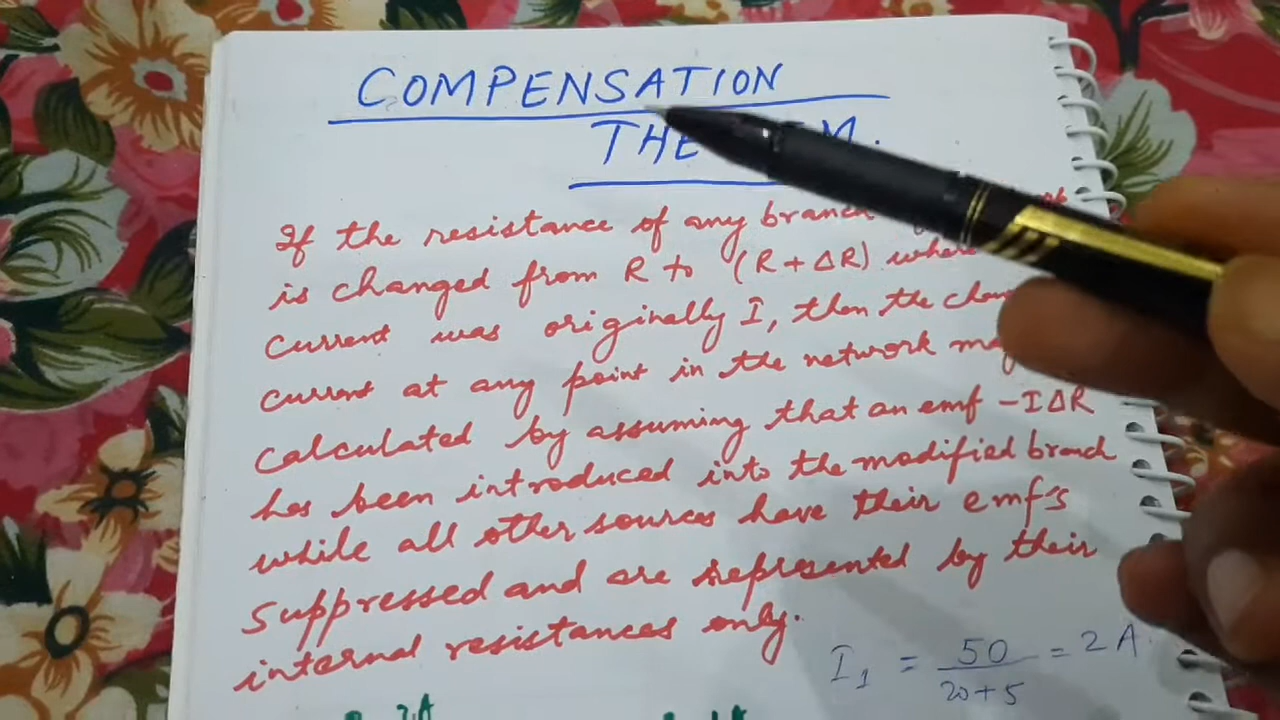 COMPENSATION
THE M.
If the resistance of any branch
is changed from R to (R+ΔR) where
current was originally I, then the
current at any point in the network
calculated by assuming that an emf -IΔR
has been introduced into the modified branch
while all other sources have their emf's
suppressed and are represented by their
internal resistances only.
I₁ = 50/(20+5) = 2A